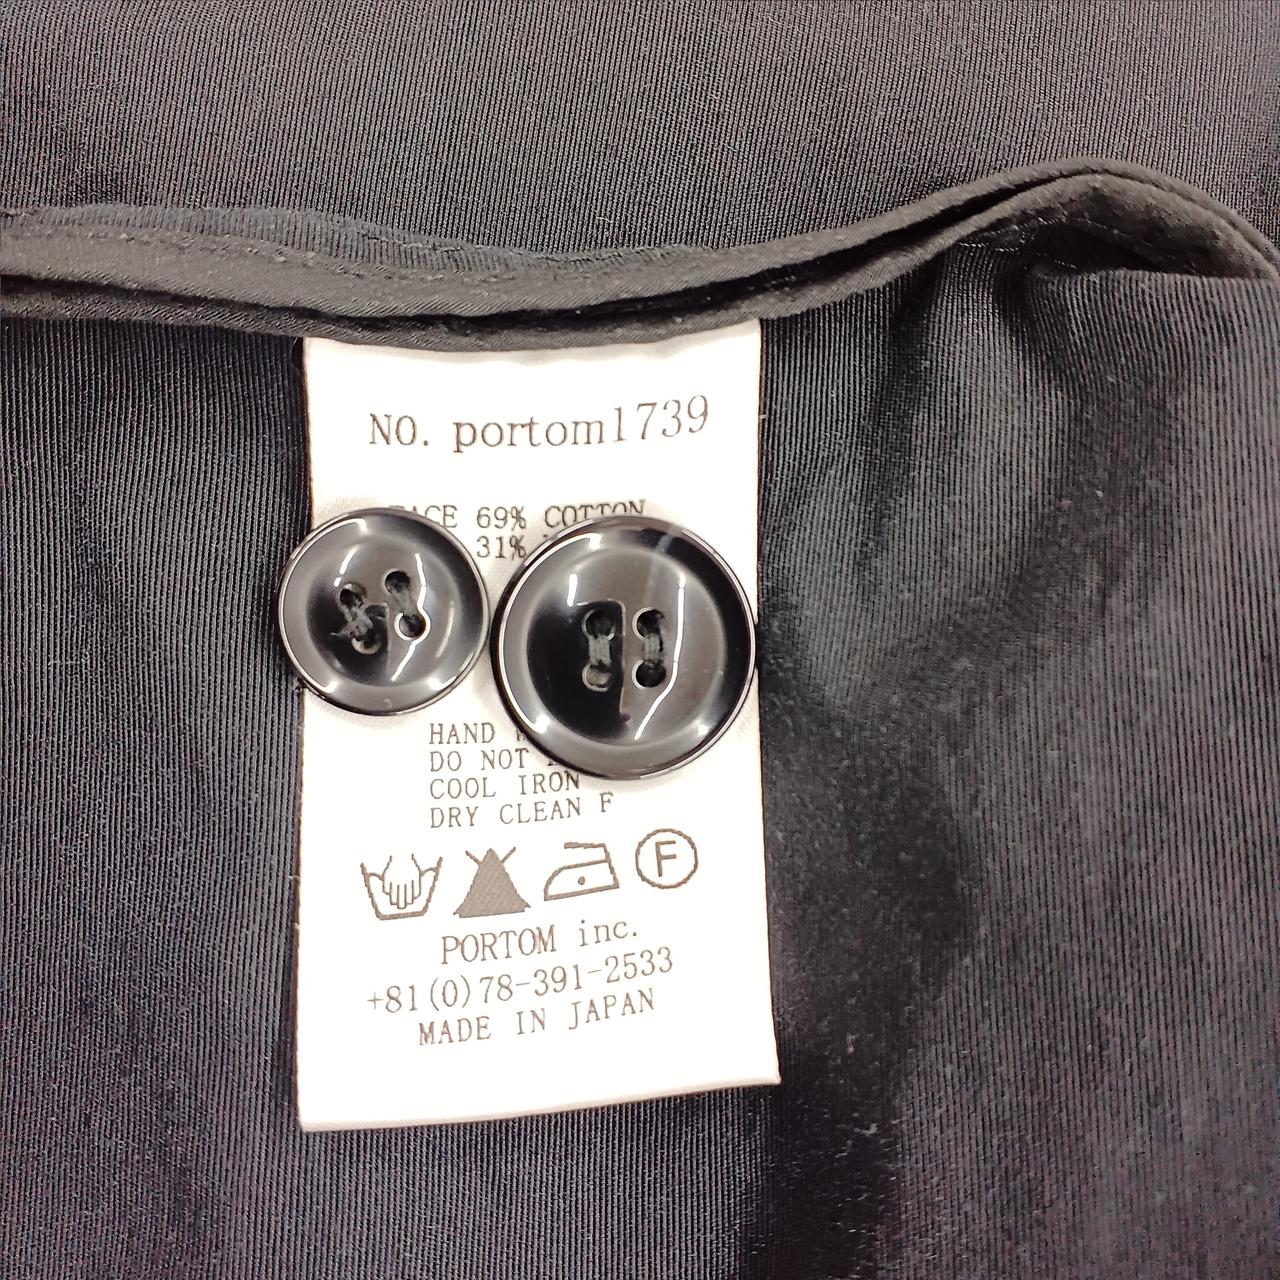 NO. portom1739
FACE 69% COTTON
31%
HAND
DO NOT
COOL IRON
DRY CLEAN F
F
PORTOM inc.
+81(0)78-391-2533
MADE IN JAPAN